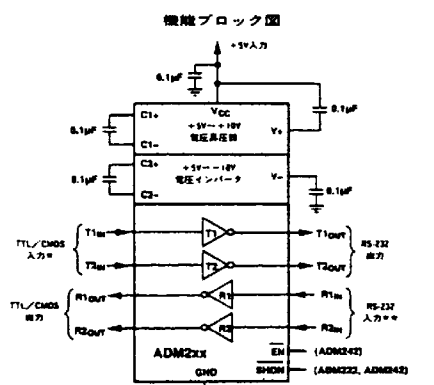 機能ブロック図
+5V入力
0.1μF
0.1μF
C1+
C1−
0.1μF
VCC
+5V〜+10V
電圧倍圧器
V+
C2+
C2−
0.1μF
+5V〜−10V
電圧インバータ
V−
0.1μF
TTL/CMOS
入力*
T1IN
T1
T1OUT
RS-232
出力
T2IN
T2
T2OUT
TTL/CMOS
出力
R1OUT
R1
R1IN
RS-232
入力**
R2OUT
R2
R2IN
ADM2xx
GND
EN
(ADM242)
SHDN
(ADM222, ADM242)